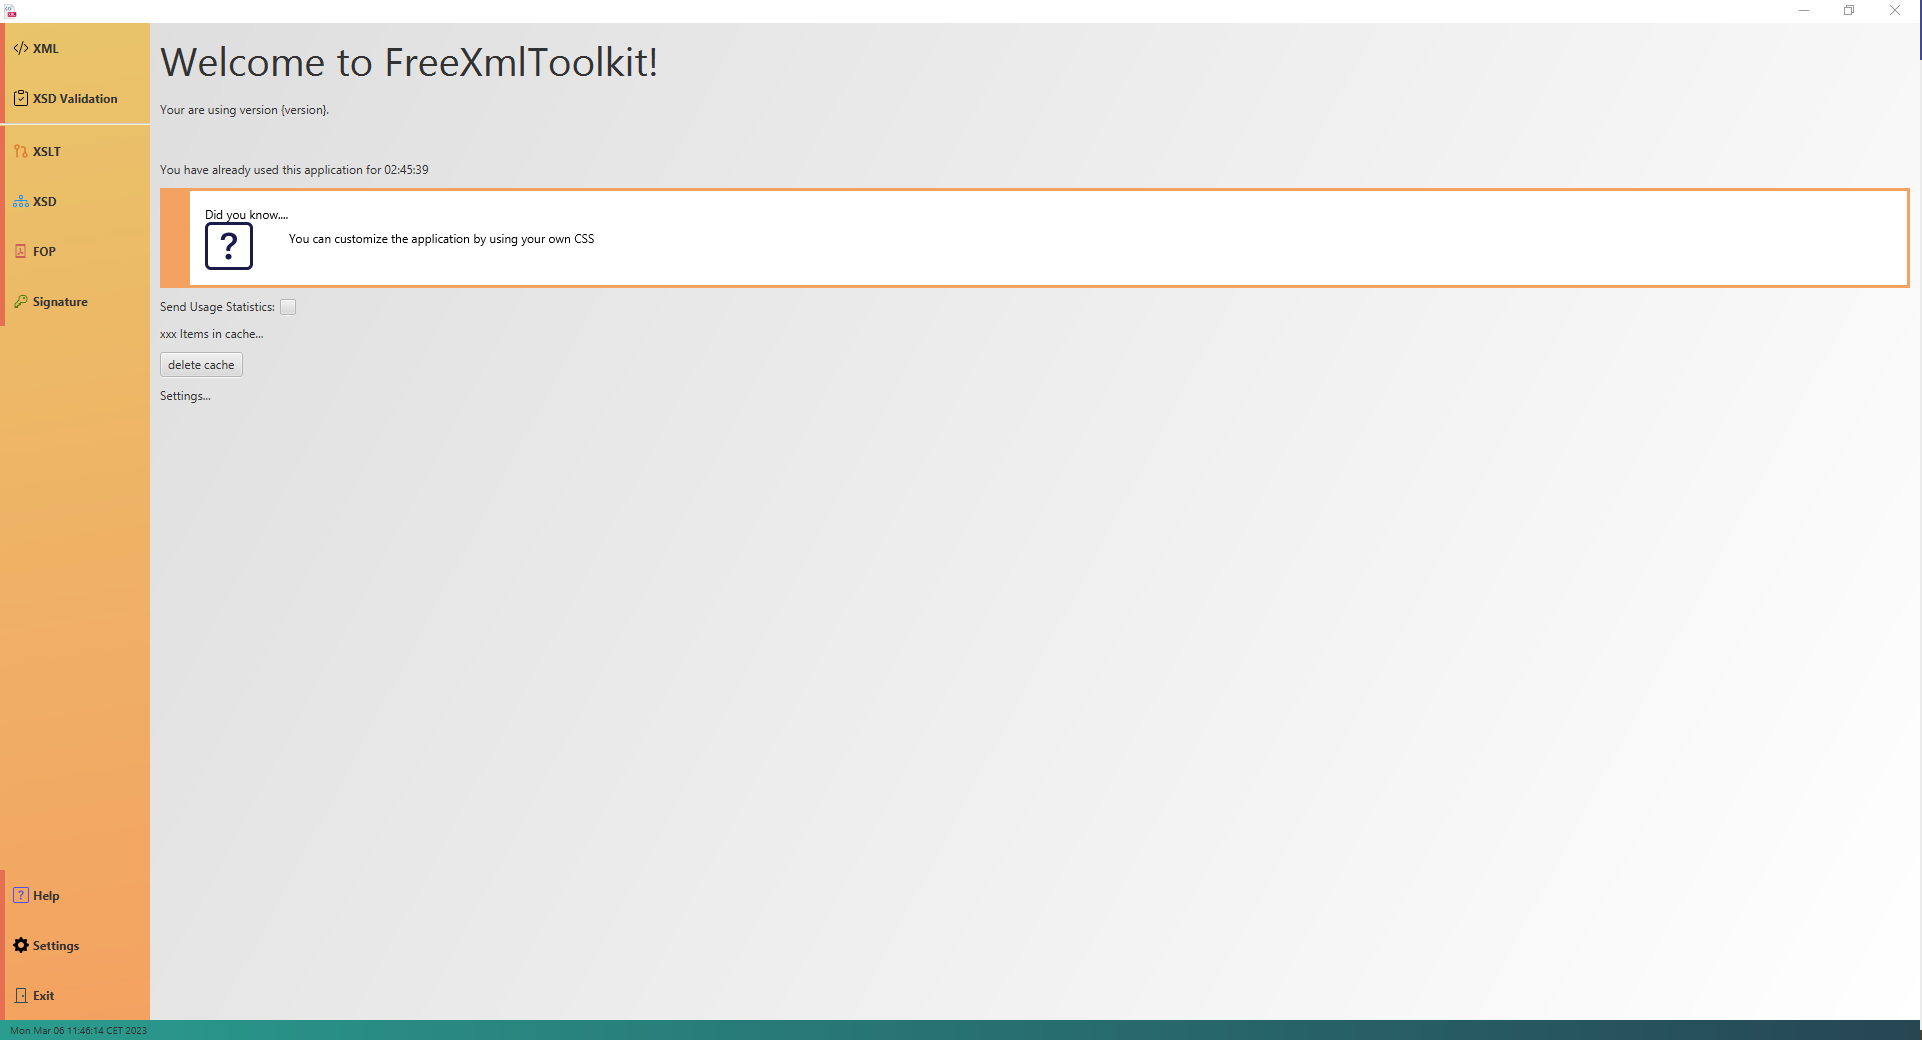 XML
XSD Validation
XSLT
XSD
FOP
Signature
Help
Settings
Exit
Welcome to FreeXmlToolkit!
Your are using version {version}.
You have already used this application for 02:45:39
Did you know....
?
You can customize the application by using your own CSS
Send Usage Statistics:
xxx Items in cache...
delete cache
Settings...
Mon Mar 06 11:46:14 CET 2023